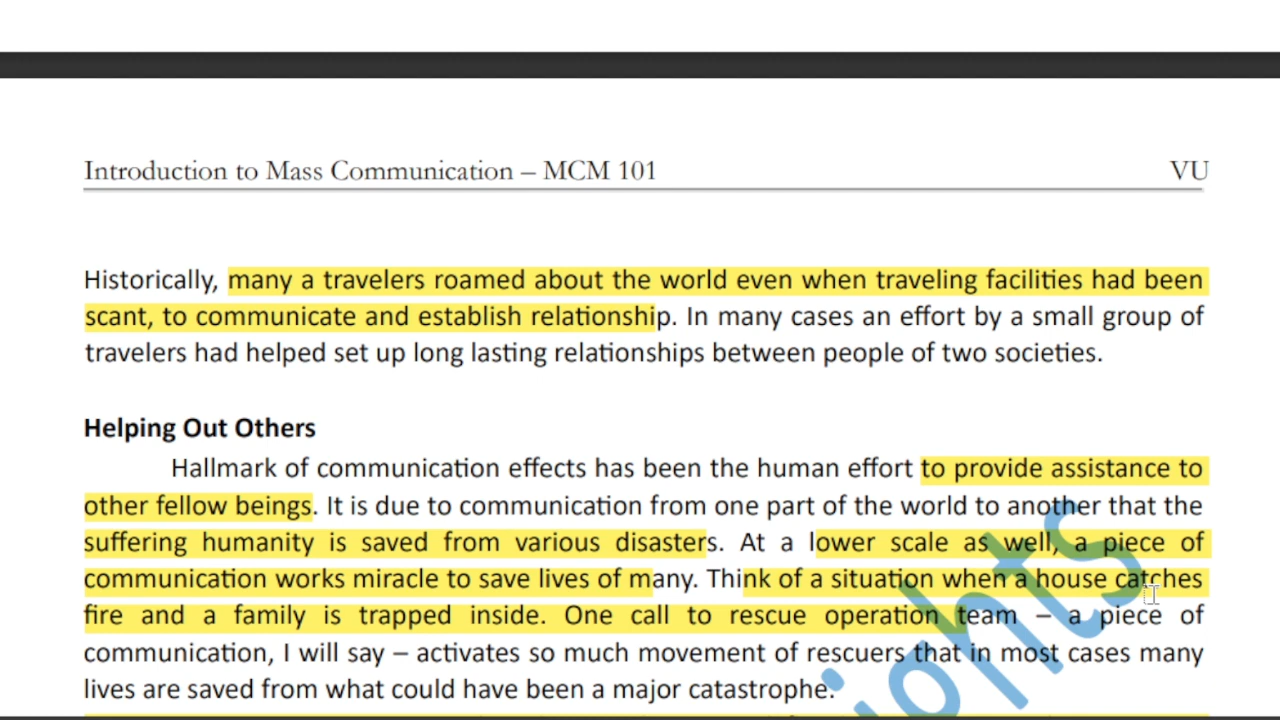 Introduction to Mass Communication – MCM 101 VU
Historically, many a travelers roamed about the world even when traveling facilities had been
scant, to communicate and establish relationship. In many cases an effort by a small group of
travelers had helped set up long lasting relationships between people of two societies.
Helping Out Others
Hallmark of communication effects has been the human effort to provide assistance to
other fellow beings. It is due to communication from one part of the world to another that the
suffering humanity is saved from various disasters. At a lower scale as well, a piece of
communication works miracle to save lives of many. Think of a situation when a house catches
fire and a family is trapped inside. One call to rescue operation team – a piece of
communication, I will say – activates so much movement of rescuers that in most cases many
lives are saved from what could have been a major catastrophe.
ights